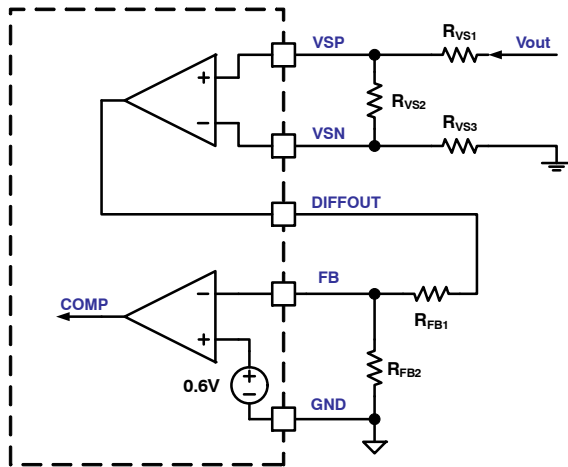 VSP
R_VS1
Vout
+
R_VS2
−
VSN
R_VS3
DIFFOUT
FB
−
COMP
R_FB1
+
0.6V
+
−
R_FB2
GND